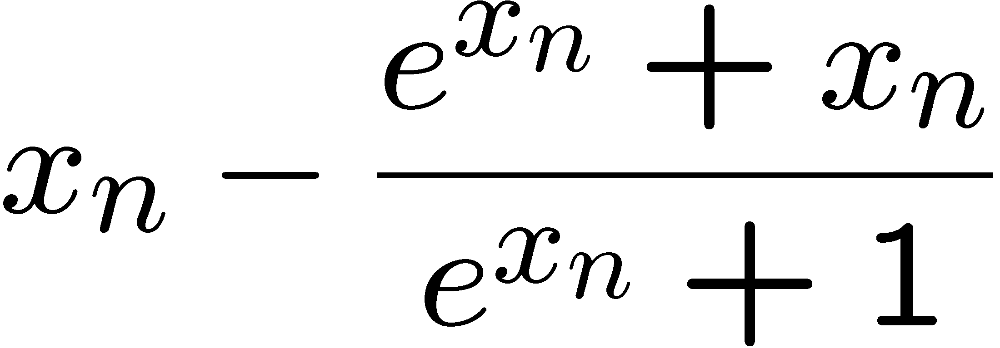 x_n - \frac{e^{x_n} + x_n}{e^{x_n} + 1}